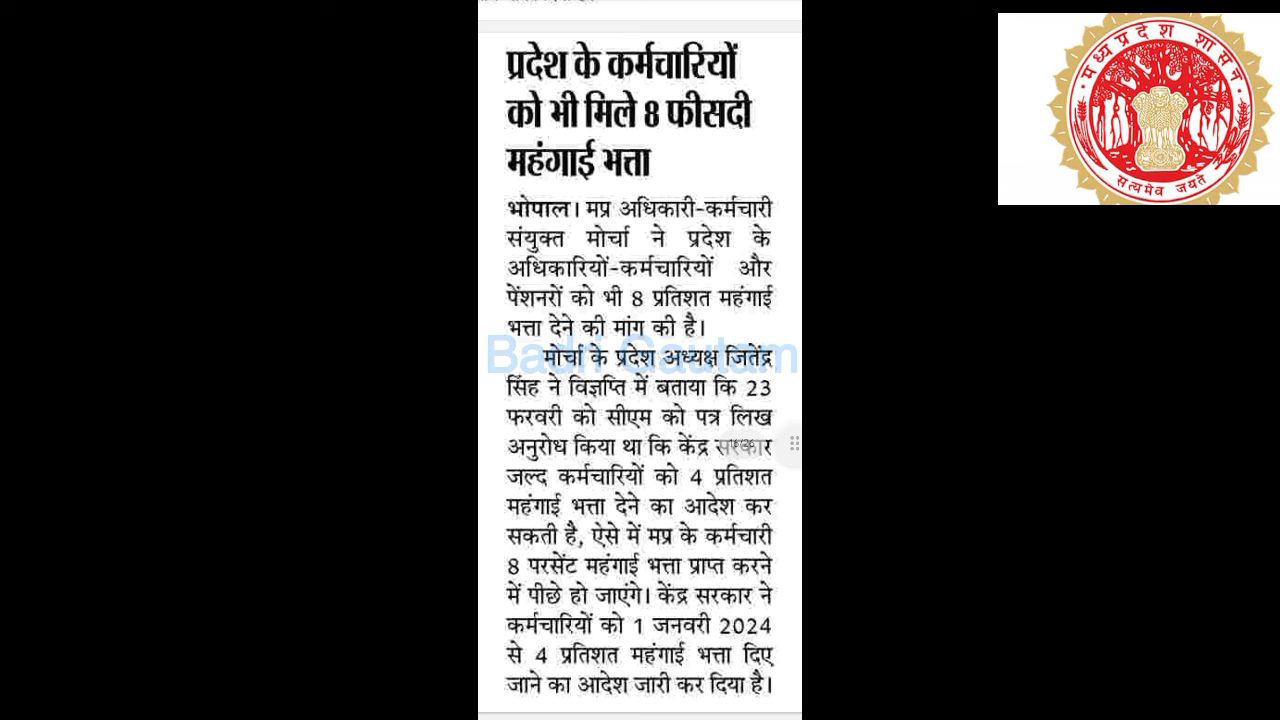 प्रदेश के कर्मचारियों
को भी मिले 8 फीसदी
महंगाई भत्ता
भोपाल। मप्र अधिकारी-कर्मचारी
संयुक्त मोर्चा ने प्रदेश के
अधिकारियों-कर्मचारियों और
पेंशनरों को भी 8 प्रतिशत महंगाई
भत्ता देने की मांग की है।
Badri Gautam
मोर्चा के प्रदेश अध्यक्ष जितेंद्र
सिंह ने विज्ञप्ति में बताया कि 23
फरवरी को सीएम को पत्र लिख
अनुरोध किया था कि केंद्र सरकार
जल्द कर्मचारियों को 4 प्रतिशत
महंगाई भत्ता देने का आदेश कर
सकती है, ऐसे में मप्र के कर्मचारी
8 परसेंट महंगाई भत्ता प्राप्त करने
में पीछे हो जाएंगे। केंद्र सरकार ने
कर्मचारियों को 1 जनवरी 2024
से 4 प्रतिशत महंगाई भत्ता दिए
जाने का आदेश जारी कर दिया है।
मध्यप्रदेश शासन
सत्यमेव जयते